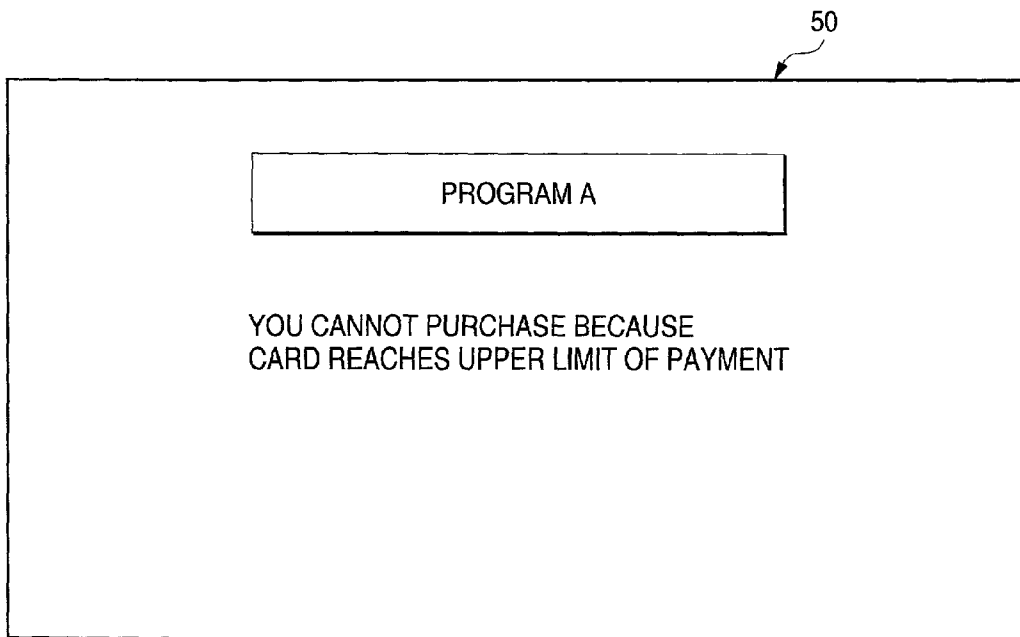 50
PROGRAM A
YOU CANNOT PURCHASE BECAUSE
CARD REACHES UPPER LIMIT OF PAYMENT